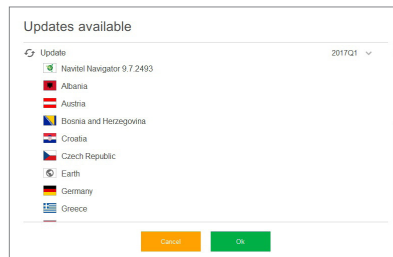 Updates available
Update 2017Q1
Navitel Navigator 9.7.2493
Albania
Austria
Bosnia and Herzegovina
Croatia
Czech Republic
Earth
Germany
Greece
Cancel Ok